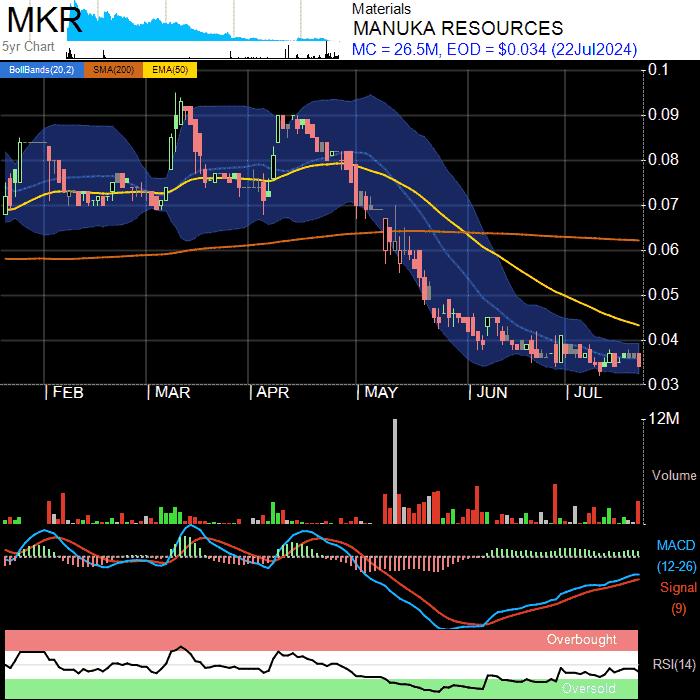 MKR
5yr Chart
Materials
MANUKA RESOURCES
MC = 26.5M, EOD = $0.034 (22Jul2024)
BollBands(20,2) SMA(200) EMA(50)
0.1
0.09
0.08
0.07
0.06
0.05
0.04
0.03
FEB MAR APR MAY JUN JUL
12M
Volume
MACD
(12-26)
Signal
(9)
Overbought
RSI(14)
Oversold